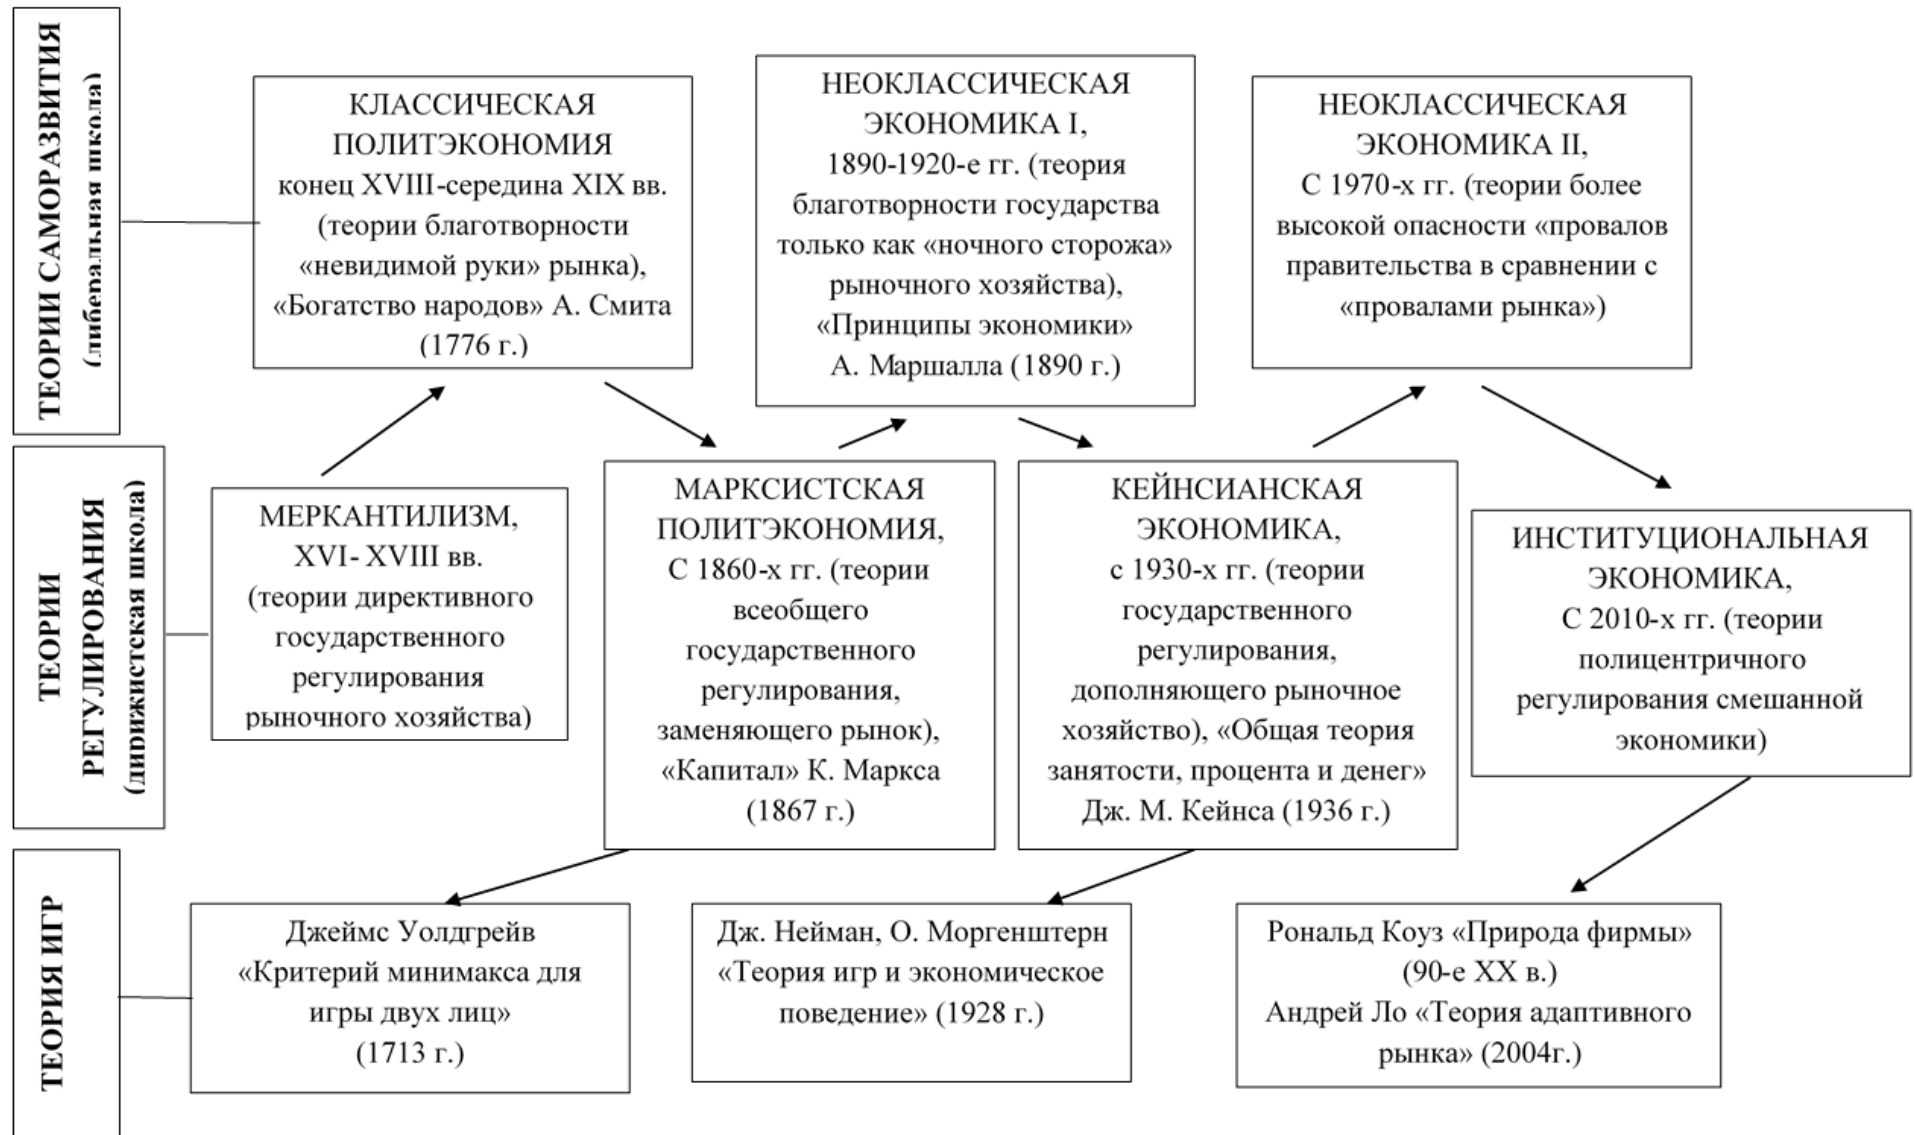 ТЕОРИИ САМОРАЗВИТИЯ
(либеральная школа)
КЛАССИЧЕСКАЯ
ПОЛИТЭКОНОМИЯ
конец XVIII-середина XIX вв.
(теории благотворности
«невидимой руки» рынка),
«Богатство народов» А. Смита
(1776 г.)
НЕОКЛАССИЧЕСКАЯ
ЭКОНОМИКА I,
1890-1920-е гг. (теория
благотворности государства
только как «ночного сторожа»
рыночного хозяйства),
«Принципы экономики»
А. Маршалла (1890 г.)
НЕОКЛАССИЧЕСКАЯ
ЭКОНОМИКА II,
С 1970-х гг. (теории более
высокой опасности «провалов
правительства в сравнении с
«провалами рынка»)
ТЕОРИИ
РЕГУЛИРОВАНИЯ
(дирижистская школа)
МЕРКАНТИЛИЗМ,
XVI- XVIII вв.
(теории директивного
государственного
регулирования
рыночного хозяйства)
МАРКСИСТСКАЯ
ПОЛИТЭКОНОМИЯ,
С 1860-х гг. (теории
всеобщего
государственного
регулирования,
заменяющего рынок),
«Капитал» К. Маркса
(1867 г.)
КЕЙНСИАНСКАЯ
ЭКОНОМИКА,
с 1930-х гг. (теории
государственного
регулирования,
дополняющего рыночное
хозяйство), «Общая теория
занятости, процента и денег»
Дж. М. Кейнса (1936 г.)
ИНСТИТУЦИОНАЛЬНАЯ
ЭКОНОМИКА,
С 2010-х гг. (теории
полицентричного
регулирования смешанной
экономики)
ТЕОРИЯ ИГР
Джеймс Уолдгрейв
«Критерий минимакса для
игры двух лиц»
(1713 г.)
Дж. Нейман, О. Моргенштерн
«Теория игр и экономическое
поведение» (1928 г.)
Рональд Коуз «Природа фирмы»
(90-е XX в.)
Андрей Ло «Теория адаптивного
рынка» (2004г.)